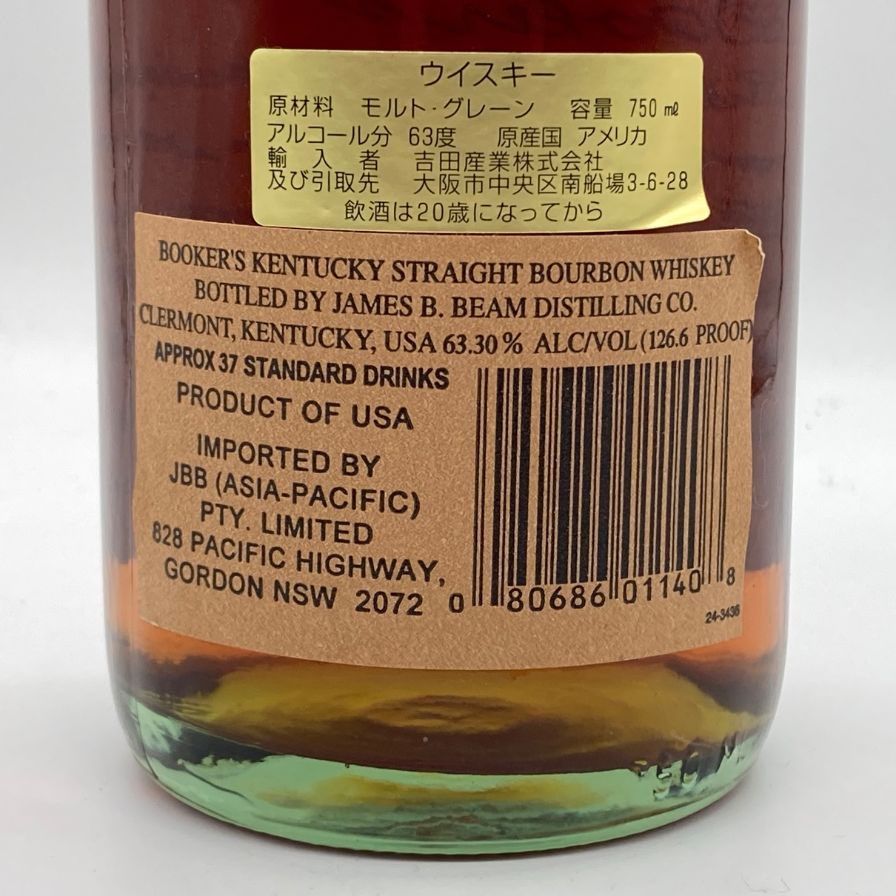 ウイスキー
原材料 モルト・グレーン 容量 750㎖
アルコール分 63度 原産国 アメリカ
輸入者 吉田産業株式会社
及び引取先 大阪市中央区南船場3-6-28
飲酒は20歳になってから
BOOKER'S KENTUCKY STRAIGHT BOURBON WHISKEY
BOTTLED BY JAMES B. BEAM DISTILLING CO.
CLERMONT, KENTUCKY, USA 63.30% ALC/VOL (126.6 PROOF)
APPROX 37 STANDARD DRINKS
PRODUCT OF USA
IMPORTED BY
JBB (ASIA-PACIFIC)
PTY. LIMITED
828 PACIFIC HIGHWAY,
GORDON NSW 2072
0 80686 01140 8
24-3436